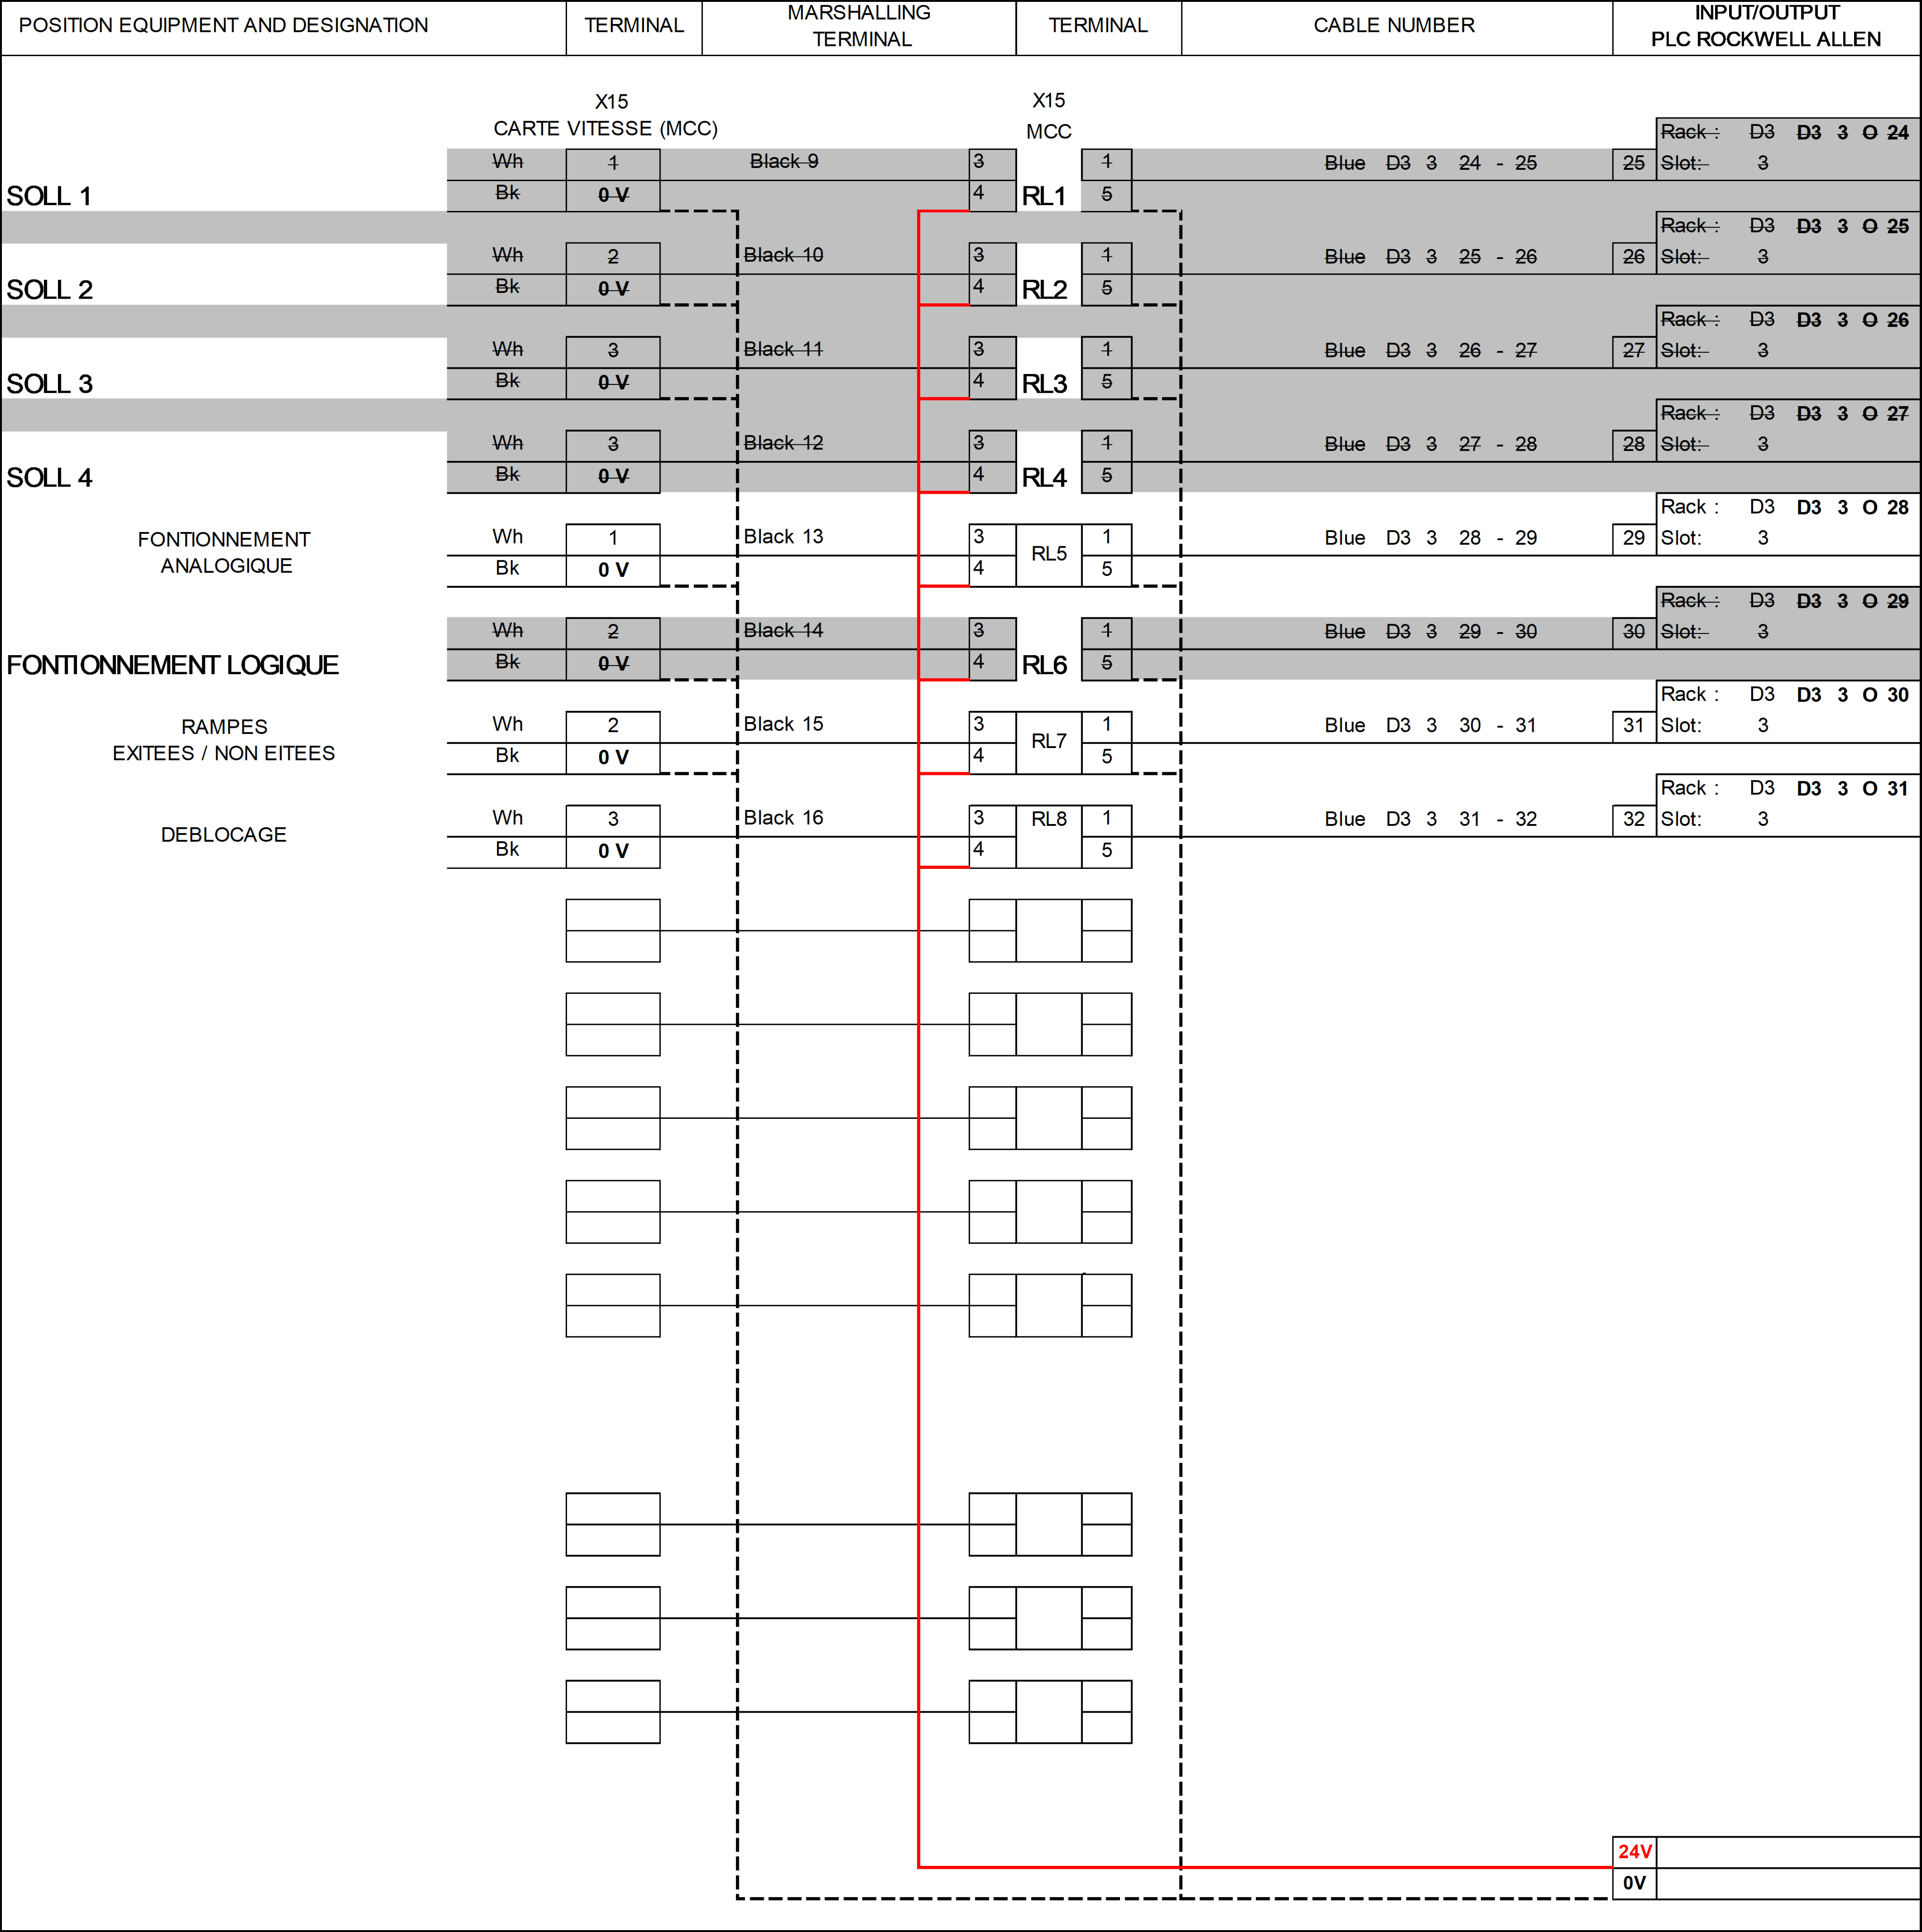 POSITION EQUIPMENT AND DESIGNATION TERMINAL MARSHALLING TERMINAL TERMINAL CABLE NUMBER INPUT/OUTPUT PLC ROCKWELL ALLEN
X15 X15
CARTE VITESSE (MCC) MCC
Rack : D3 D3 3 O 24
Wh 1 Black 9 3 1 Blue D3 3 24 - 25 25 Slot: 3
SOLL 1 Bk 0 V 4 RL1 5
Rack : D3 D3 3 O 25
Wh 2 Black 10 3 1 Blue D3 3 25 - 26 26 Slot: 3
SOLL 2 Bk 0 V 4 RL2 5
Rack : D3 D3 3 O 26
Wh 3 Black 11 3 1 Blue D3 3 26 - 27 27 Slot: 3
SOLL 3 Bk 0 V 4 RL3 5
Rack : D3 D3 3 O 27
Wh 3 Black 12 3 1 Blue D3 3 27 - 28 28 Slot: 3
SOLL 4 Bk 0 V 4 RL4 5
Rack : D3 D3 3 O 28
FONTIONNEMENT Wh 1 Black 13 3 RL5 1 Blue D3 3 28 - 29 29 Slot: 3
ANALOGIQUE Bk 0 V 4 5
Rack : D3 D3 3 O 29
Wh 2 Black 14 3 1 Blue D3 3 29 - 30 30 Slot: 3
FONTIONNEMENT LOGIQUE Bk 0 V 4 RL6 5
Rack : D3 D3 3 O 30
RAMPES Wh 2 Black 15 3 RL7 1 Blue D3 3 30 - 31 31 Slot: 3
EXITEES / NON EITEES Bk 0 V 4 5
Rack : D3 D3 3 O 31
DEBLOCAGE Wh 3 Black 16 3 RL8 1 Blue D3 3 31 - 32 32 Slot: 3
Bk 0 V 4 5
24V
0V